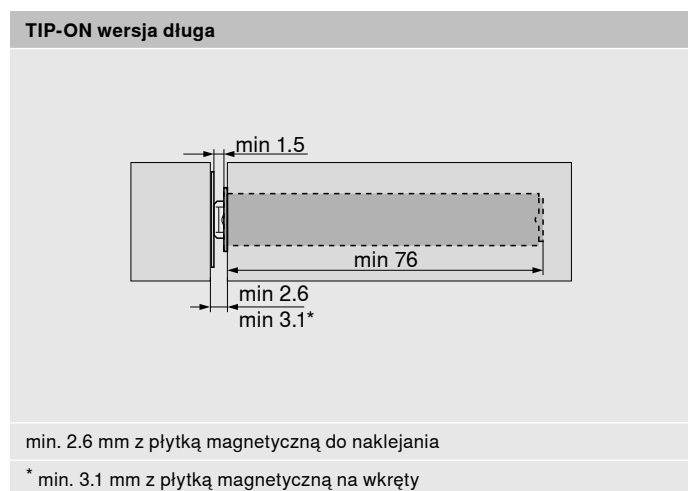 TIP-ON wersja długa
min 1.5
min 76
min 2.6
min 3.1*
min. 2.6 mm z płytką magnetyczną do naklejania
* min. 3.1 mm z płytką magnetyczną na wkręty